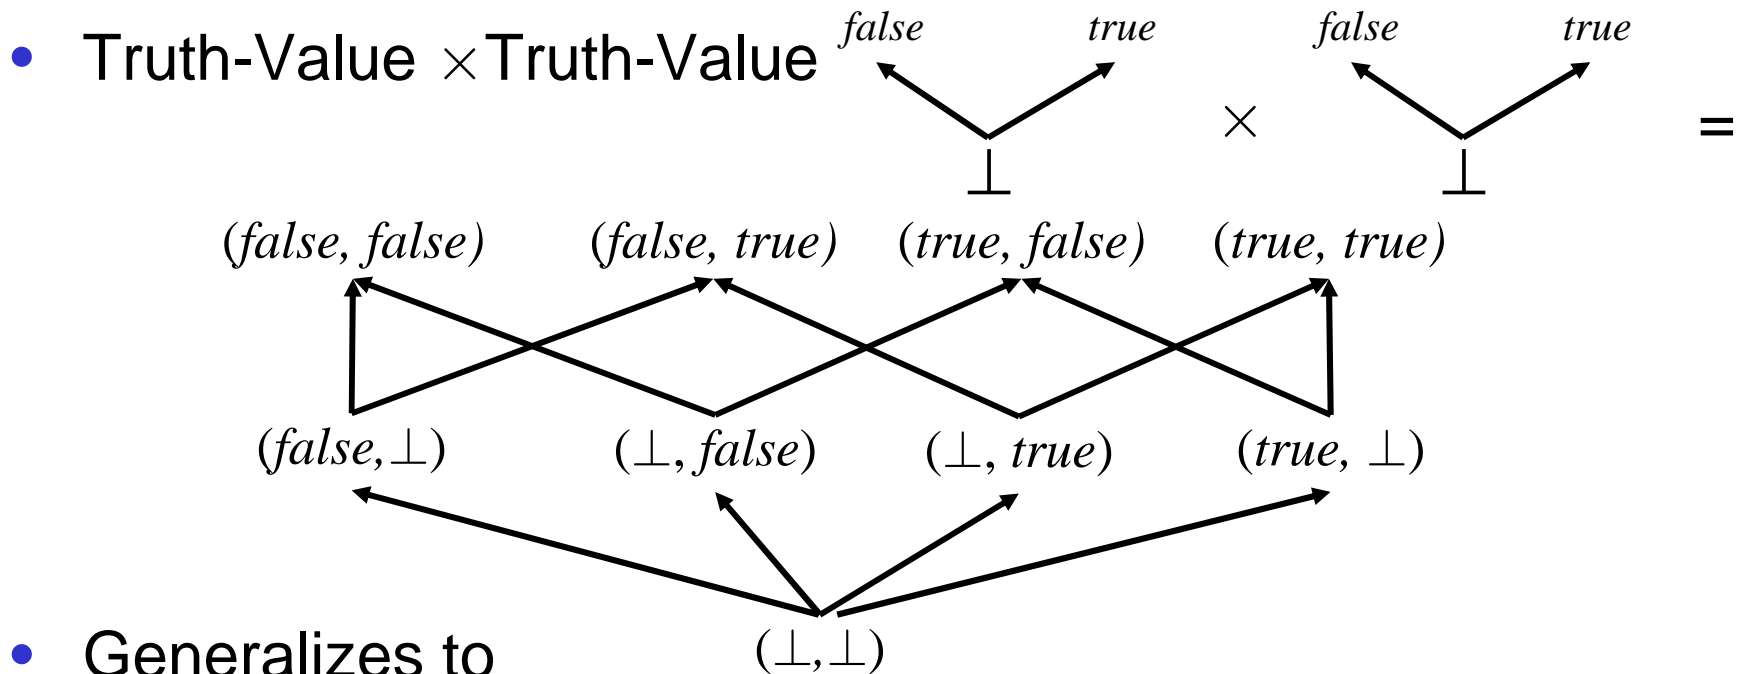 • Truth-Value × Truth-Value
false true × false true =
⊥ ⊥
(false, false) (false, true) (true, false) (true, true)
(false,⊥) (⊥, false) (⊥, true) (true, ⊥)
(⊥,⊥)
• Generalizes to